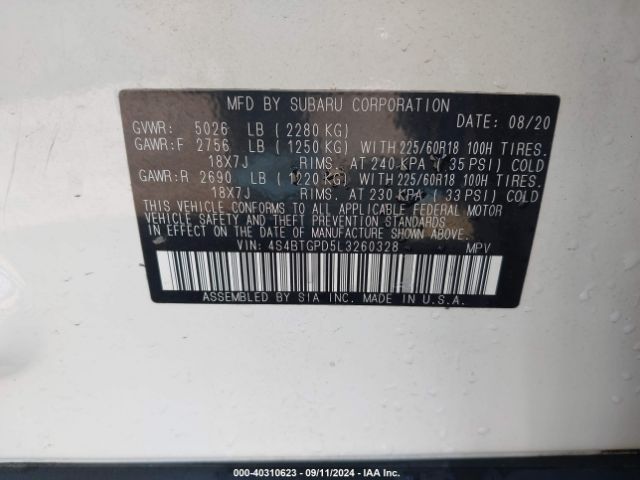 MFD BY SUBARU CORPORATION
DATE: 08/20
GVWR: 5026 LB (2280 KG)
GAWR:F 2756 LB (1250 KG) WITH 225/60R18 100H TIRES.
18X7J RIMS. AT 240 KPA (35 PSI) COLD
GAWR:R 2690 LB (1220 KG) WITH 225/60R18 100H TIRES.
18X7J RIMS. AT 230 KPA (33 PSI) COLD
THIS VEHICLE CONFORMS TO ALL APPLICABLE FEDERAL MOTOR
VEHICLE SAFETY AND THEFT PREVENTION STANDARDS
IN EFFECT ON THE DATE OF MANUFACTURE SHOWN ABOVE.
VIN: 4S4BTGPD5L3260328 MPV
ASSEMBLED BY SIA INC. MADE IN U.S.A.
000-40310623 - 09/11/2024 - IAA Inc.